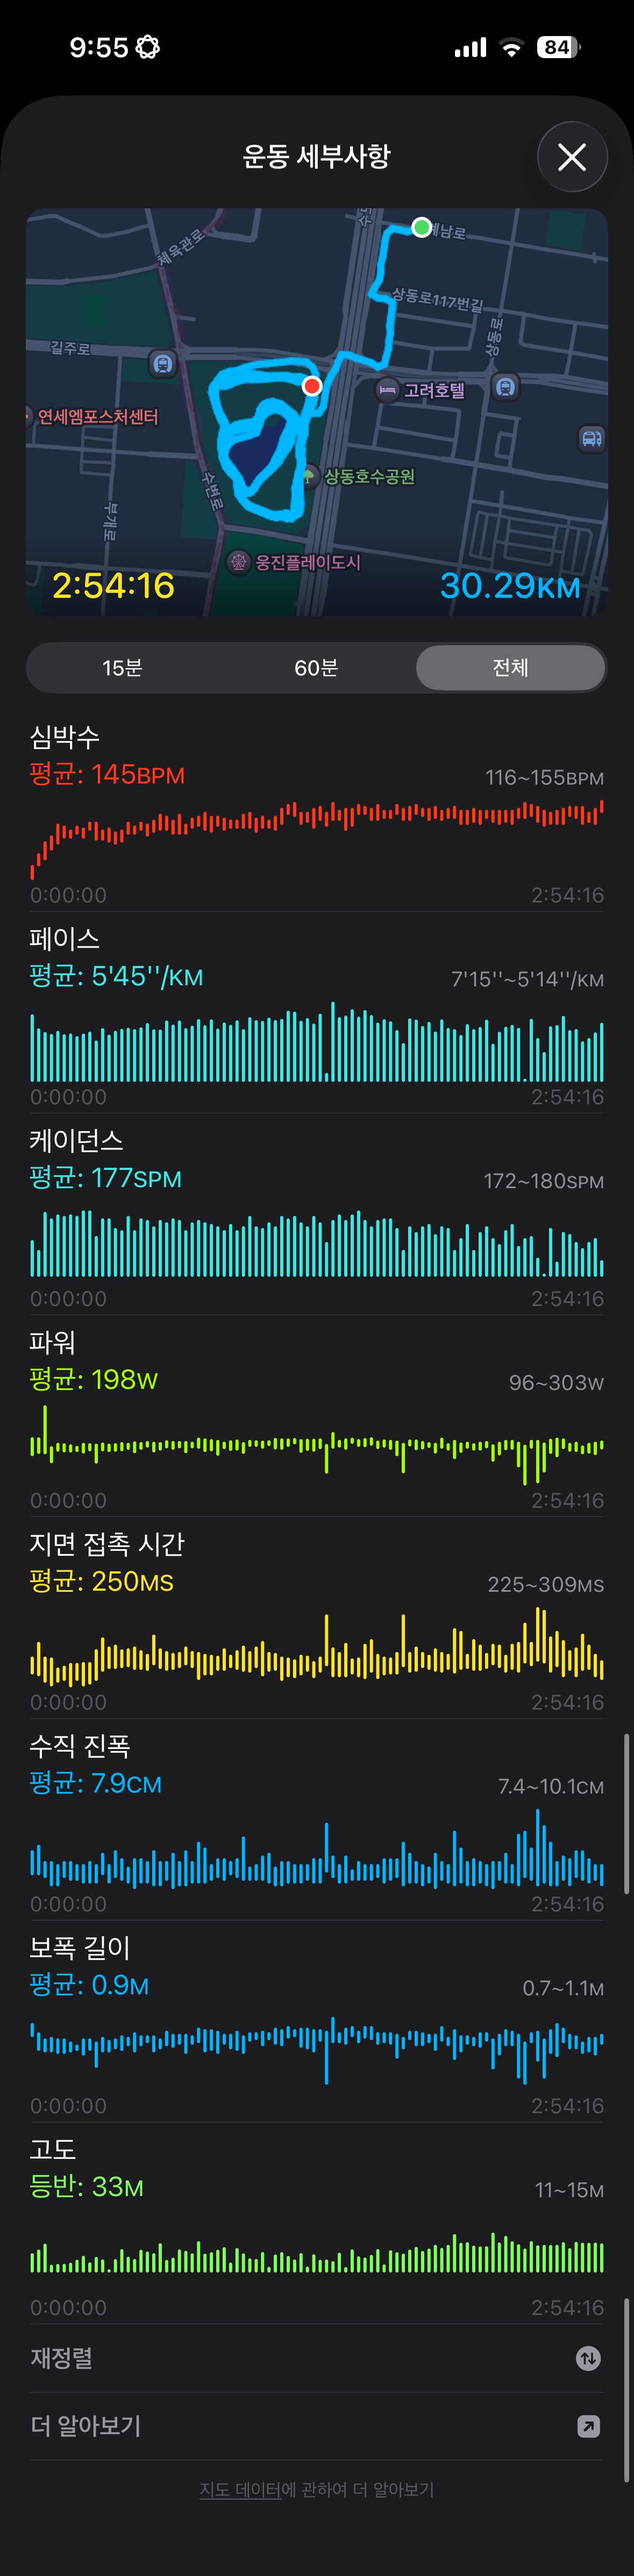 9:55
84
운동 세부사항
체육관로
상동로117번길
상동로
길주로
고려호텔
연세엠포스처센터
수변로
상동호수공원
부개로
웅진플레이도시
2:54:16
30.29KM
15분
60분
전체
심박수
평균: 145BPM
116~155BPM
0:00:00
2:54:16
페이스
평균: 5'45''/KM
7'15''~5'14''/KM
0:00:00
2:54:16
케이던스
평균: 177SPM
172~180SPM
0:00:00
2:54:16
파워
평균: 198W
96~303W
0:00:00
2:54:16
지면 접촉 시간
평균: 250MS
225~309MS
0:00:00
2:54:16
수직 진폭
평균: 7.9CM
7.4~10.1CM
0:00:00
2:54:16
보폭 길이
평균: 0.9M
0.7~1.1M
0:00:00
2:54:16
고도
등반: 33M
11~15M
0:00:00
2:54:16
재정렬
더 알아보기
지도 데이터에 관하여 더 알아보기